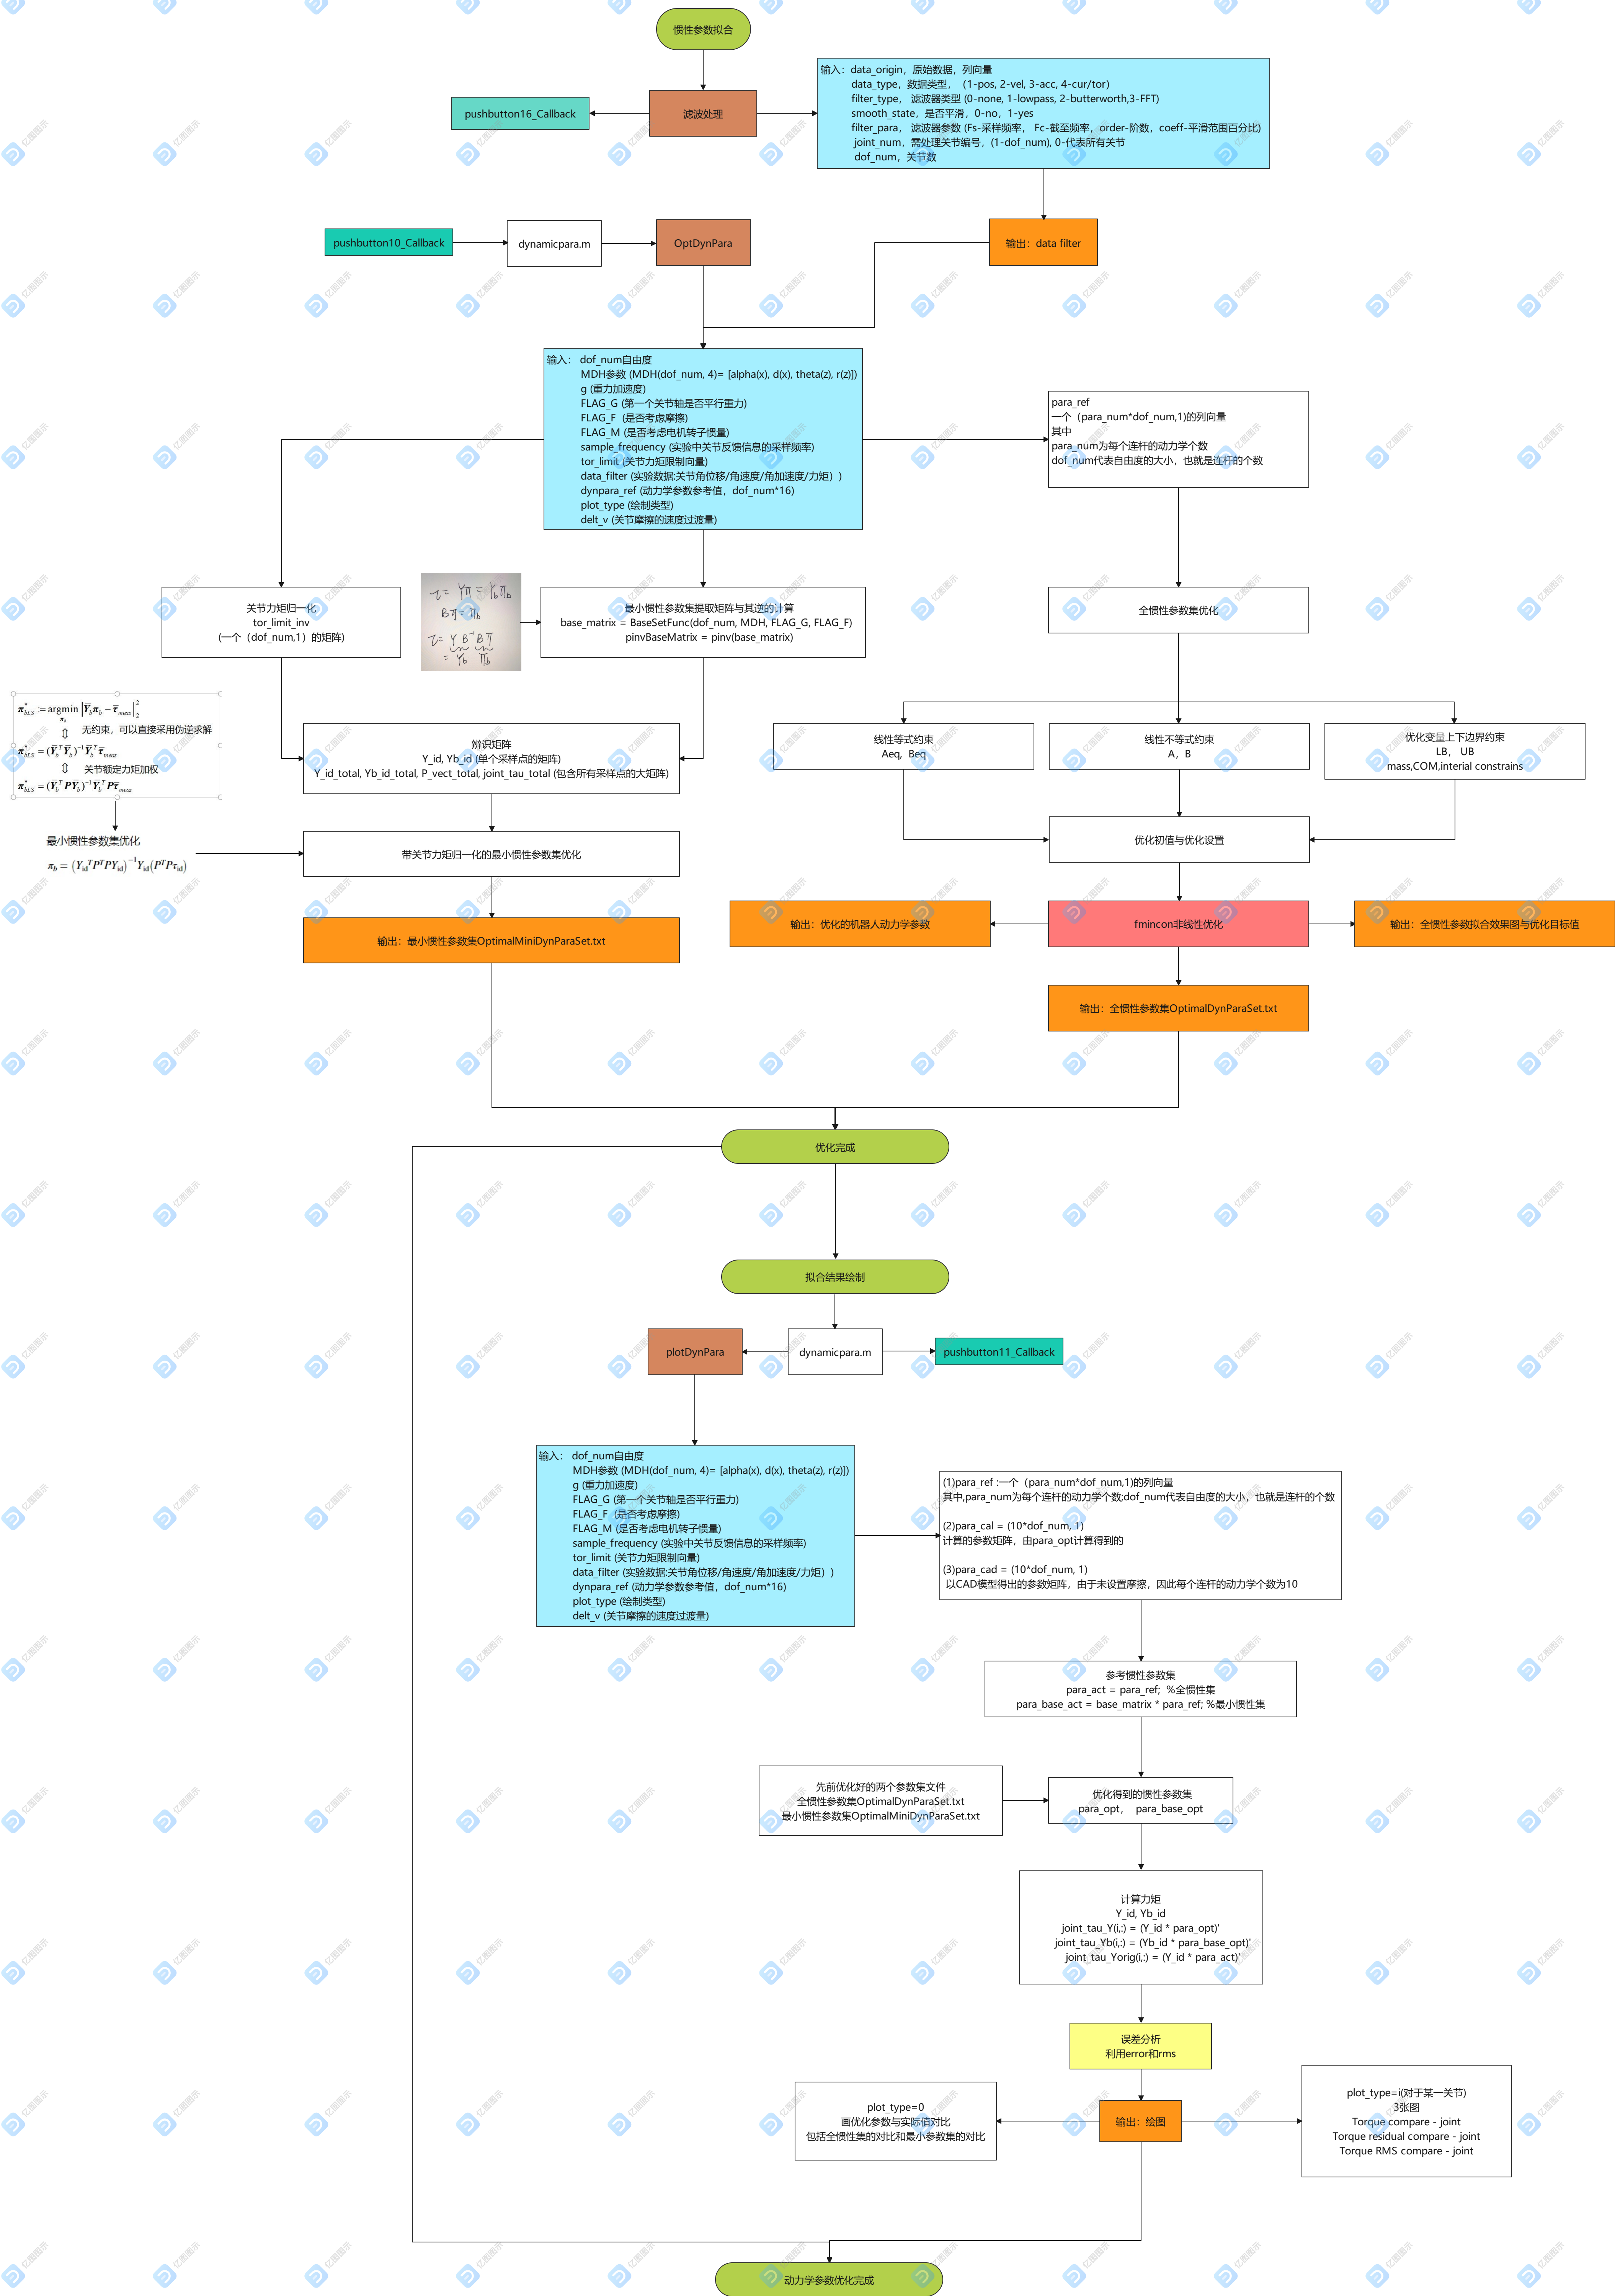 惯性参数拟合
滤波处理
pushbutton16_Callback
输入：data_origin，原始数据，列向量
data_type，数据类型，（1-pos, 2-vel, 3-acc, 4-cur/tor）
filter_type， 滤波器类型 (0-none, 1-lowpass, 2-butterworth,3-FFT)
smooth_state，是否平滑，0-no，1-yes
filter_para，滤波器参数 (Fs-采样频率， Fc-截至频率，order-阶数，coeff-平滑范围百分比)
joint_num，需处理关节编号，(1-dof_num), 0-代表所有关节
dof_num，关节数
pushbutton10_Callback
dynamicpara.m
OptDynPara
输出：data filter
输入： dof_num自由度
MDH参数 (MDH(dof_num, 4)= [alpha(x), d(x), theta(z), r(z)])
g (重力加速度)
FLAG_G (第一个关节轴是否平行重力)
FLAG_F (是否考虑摩擦)
FLAG_M (是否考虑电机转子惯量)
sample_frequency (实验中关节反馈信息的采样频率)
tor_limit (关节力矩限制向量)
data_filter (实验数据:关节角位移/角速度/角加速度/力矩）)
dynpara_ref (动力学参数参考值，dof_num*16)
plot_type (绘制类型)
delt_v (关节摩擦的速度过渡量)
para_ref
一个（para_num*dof_num,1)的列向量
其中
para_num为每个连杆的动力学个数
dof_num代表自由度的大小，也就是连杆的个数
关节力矩归一化
tor_limit_inv
(一个（dof_num,1）的矩阵)
τ= Yπ = Y_b π_b
Bπ = π_b
τ= Y B⁻¹ B π
= Y_b π_b
最小惯性参数集提取矩阵与其逆的计算
base_matrix = BaseSetFunc(dof_num, MDH, FLAG_G, FLAG_F)
pinvBaseMatrix = pinv(base_matrix)
全惯性参数集优化
π*_bLS := argmin_{π_b} ‖Ȳ_b π_b − τ̄_meas‖₂²
⇕ 无约束，可以直接采用伪逆求解
π*_bLS = (Ȳ_b^T Ȳ_b)^−1 Ȳ_b^T τ̄_meas
⇕ 关节额定力矩加权
π*_bLS = (Ȳ_b^T P Ȳ_b)^−1 Ȳ_b^T P τ̄_meas
最小惯性参数集优化
π_b = (Y_id^T P^T P Y_id)^−1 Y_id (P^T P τ_id)
辨识矩阵
Y_id, Yb_id (单个采样点的矩阵)
Y_id_total, Yb_id_total, P_vect_total, joint_tau_total (包含所有采样点的大矩阵)
带关节力矩归一化的最小惯性参数集优化
输出：最小惯性参数集OptimalMiniDynParaSet.txt
线性等式约束
Aeq, Beq
线性不等式约束
A，B
优化变量上下边界约束
LB， UB
mass,COM,interial constrains
优化初值与优化设置
输出：优化的机器人动力学参数
fmincon非线性优化
输出：全惯性参数拟合效果图与优化目标值
输出：全惯性参数集OptimalDynParaSet.txt
优化完成
拟合结果绘制
plotDynPara
dynamicpara.m
pushbutton11_Callback
输入： dof_num自由度
MDH参数 (MDH(dof_num, 4)= [alpha(x), d(x), theta(z), r(z)])
g (重力加速度)
FLAG_G (第一个关节轴是否平行重力)
FLAG_F (是否考虑摩擦)
FLAG_M (是否考虑电机转子惯量)
sample_frequency (实验中关节反馈信息的采样频率)
tor_limit (关节力矩限制向量)
data_filter (实验数据:关节角位移/角速度/角加速度/力矩）)
dynpara_ref (动力学参数参考值，dof_num*16)
plot_type (绘制类型)
delt_v (关节摩擦的速度过渡量)
(1)para_ref :一个（para_num*dof_num,1)的列向量
其中,para_num为每个连杆的动力学个数;dof_num代表自由度的大小，也就是连杆的个数
(2)para_cal = (10*dof_num, 1)
计算的参数矩阵，由para_opt计算得到的
(3)para_cad = (10*dof_num, 1)
以CAD模型得出的参数矩阵，由于未设置摩擦，因此每个连杆的动力学个数为10
参考惯性参数集
para_act = para_ref; %全惯性集
para_base_act = base_matrix * para_ref; %最小惯性集
先前优化好的两个参数集文件
全惯性参数集OptimalDynParaSet.txt
最小惯性参数集OptimalMiniDynParaSet.txt
优化得到的惯性参数集
para_opt， para_base_opt
计算力矩
Y_id, Yb_id
joint_tau_Y(i,:) = (Y_id * para_opt)'
joint_tau_Yb(i,:) = (Yb_id * para_base_opt)'
joint_tau_Yorig(i,:) = (Y_id * para_act)'
误差分析
利用error和rms
plot_type=0
画优化参数与实际值对比
包括全惯性集的对比和最小参数集的对比
输出：绘图
plot_type=i(对于某一关节)
3张图
Torque compare - joint
Torque residual compare - joint
Torque RMS compare - joint
动力学参数优化完成